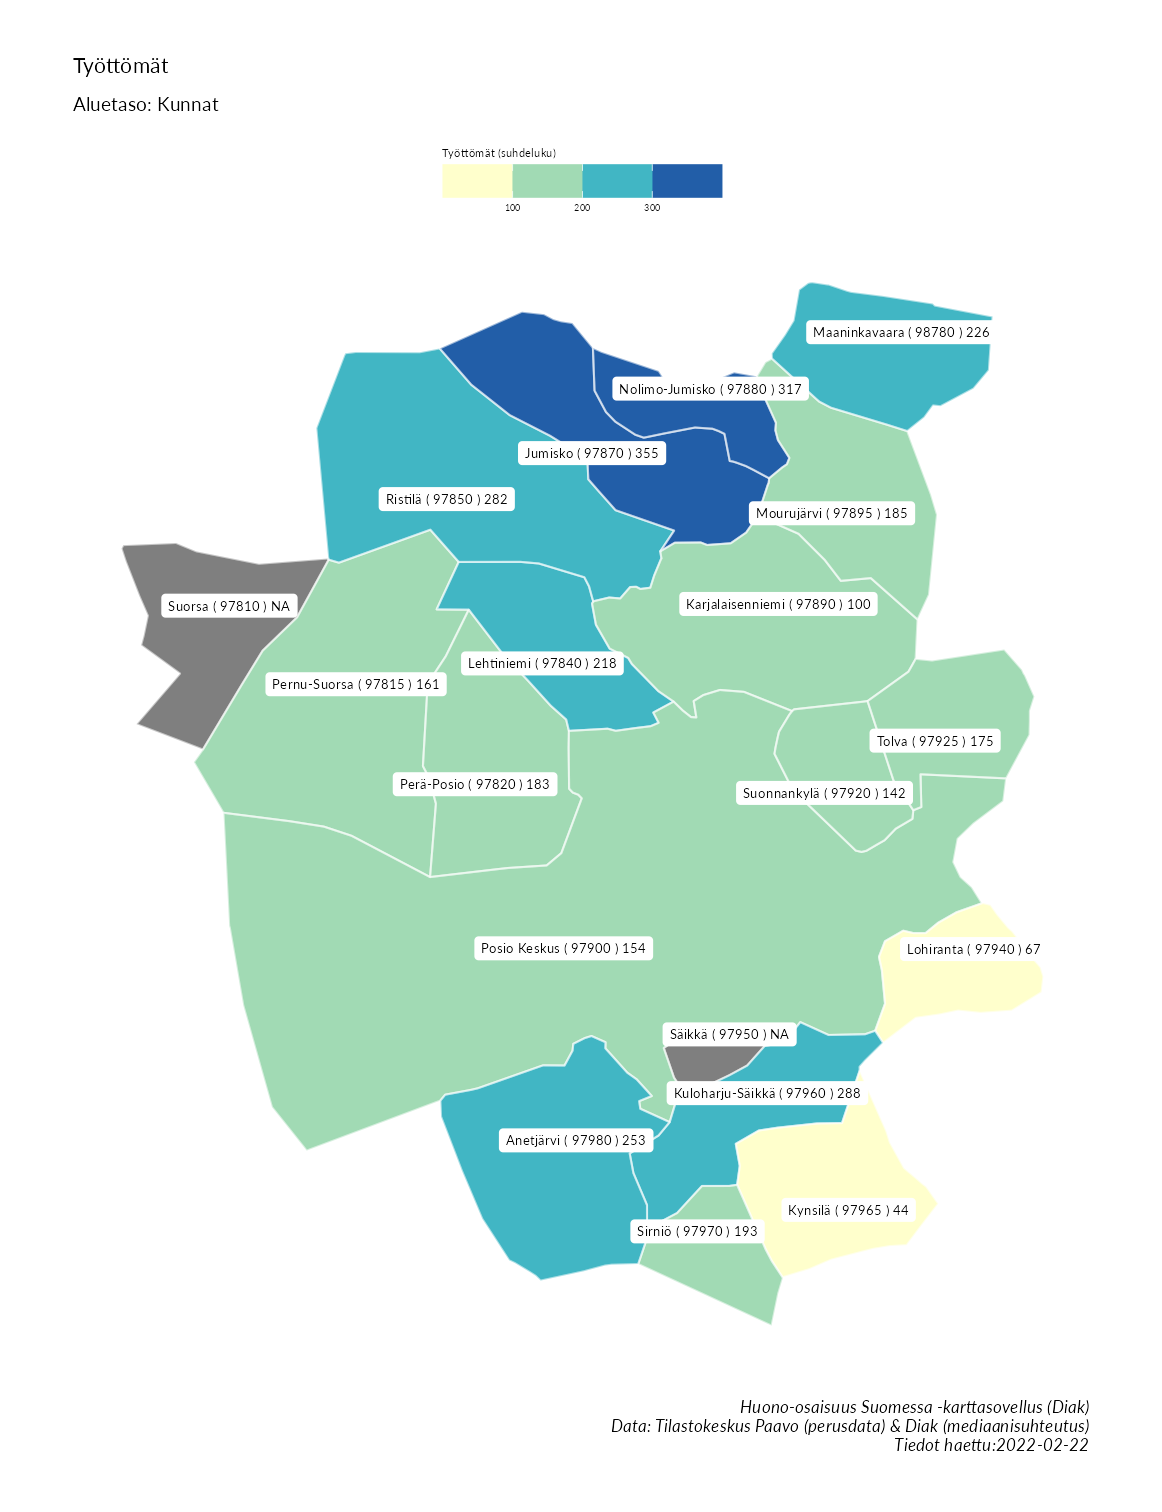 Työttömät
Aluetaso: Kunnat
Työttömät (suhdeluku)
100
200
300
Maaninkavaara ( 98780 ) 226
Nolimo-Jumisko ( 97880 ) 317
Jumisko ( 97870 ) 355
Ristilä ( 97850 ) 282
Mourujärvi ( 97895 ) 185
Suorsa ( 97810 ) NA
Karjalaisenniemi ( 97890 ) 100
Lehtiniemi ( 97840 ) 218
Pernu-Suorsa ( 97815 ) 161
Tolva ( 97925 ) 175
Perä-Posio ( 97820 ) 183
Suonnankylä ( 97920 ) 142
Posio Keskus ( 97900 ) 154
Lohiranta ( 97940 ) 67
Säikkä ( 97950 ) NA
Kuloharju-Säikkä ( 97960 ) 288
Anetjärvi ( 97980 ) 253
Kynsilä ( 97965 ) 44
Sirniö ( 97970 ) 193
Huono-osaisuus Suomessa -karttasovellus (Diak)
Data: Tilastokeskus Paavo (perusdata) & Diak (mediaanisuhteutus)
Tiedot haettu:2022-02-22